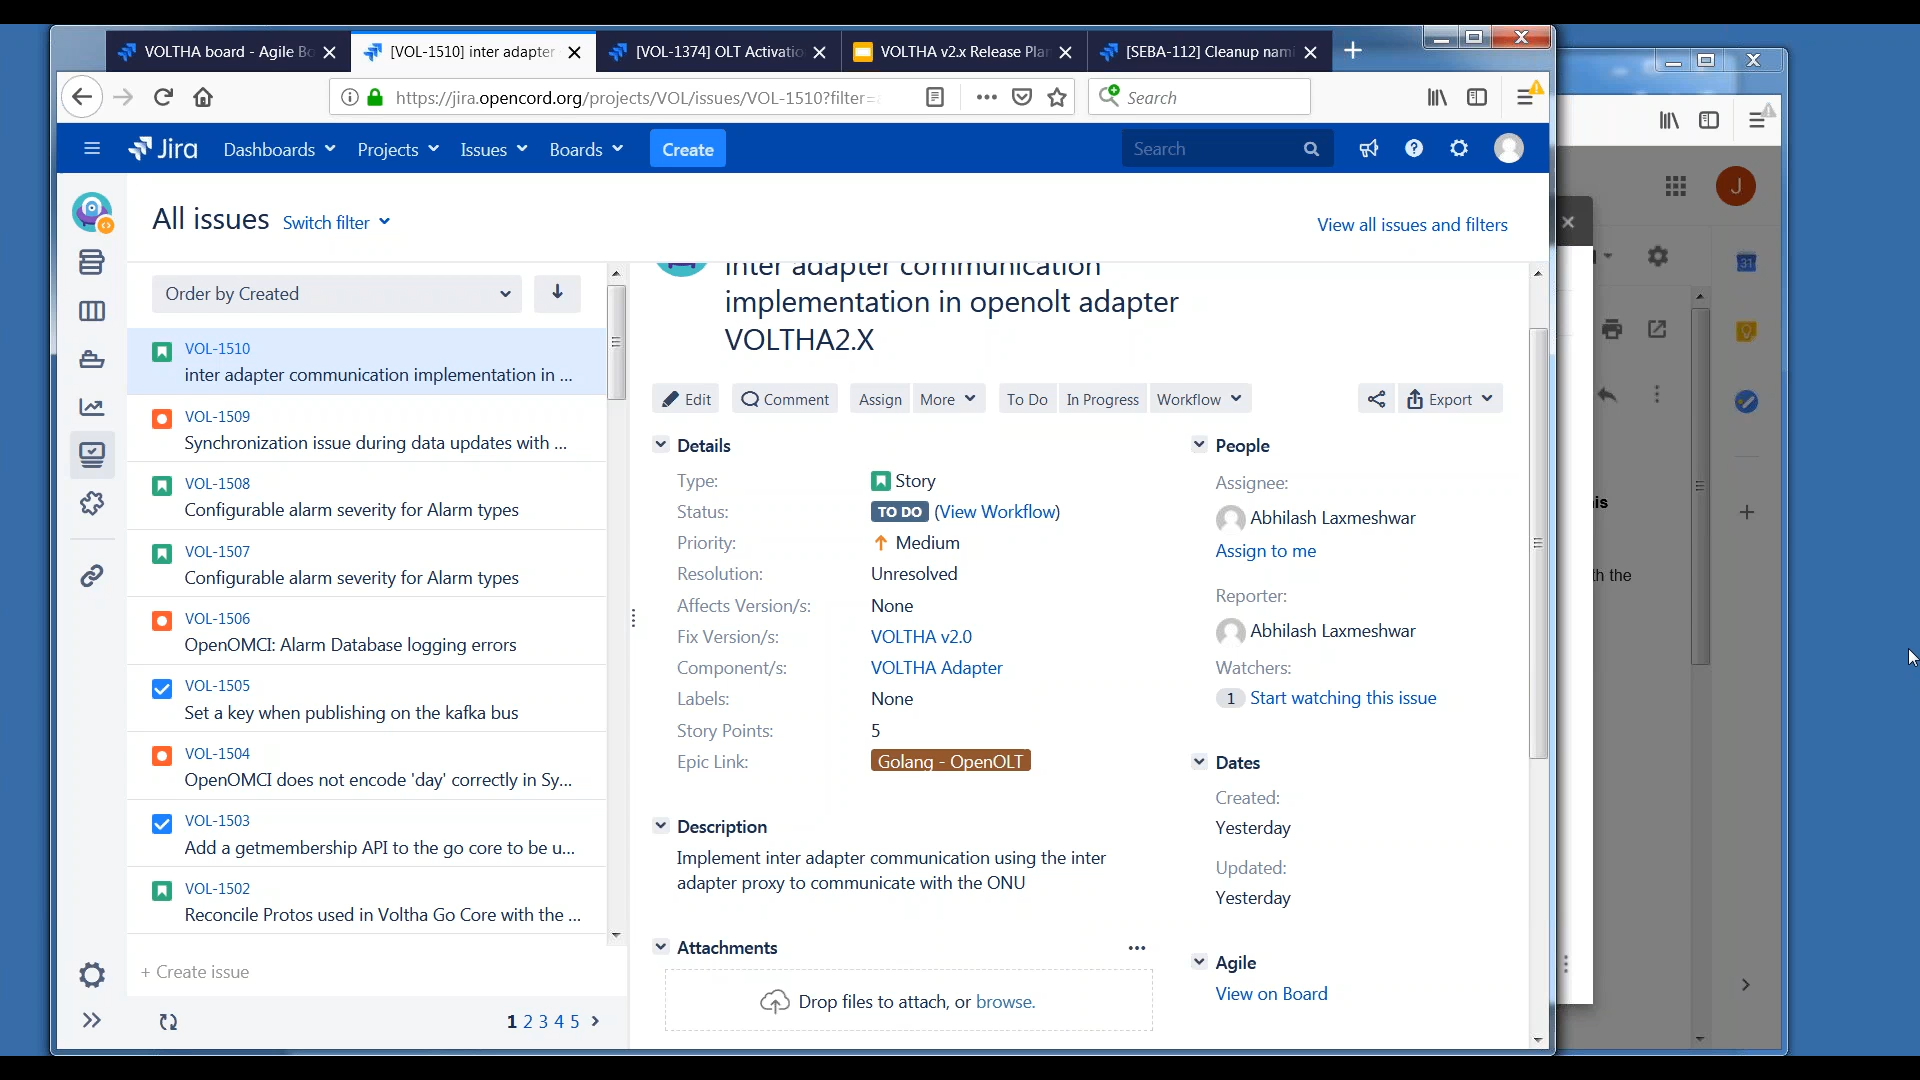 VOLTHA board - Agile Bo
[VOL-1510] inter adapter
[VOL-1374] OLT Activatio
VOLTHA v2.x Release Plan
[SEBA-112] Cleanup nami
https://jira.opencord.org/projects/VOL/issues/VOL-1510?filter=
Search
Jira
Dashboards
Projects
Issues
Boards
Create
Search
J
All issues
Switch filter
View all issues and filters
31
Order by Created
VOL-1510
inter adapter communication implementation in ...
VOL-1509
Synchronization issue during data updates with ...
VOL-1508
Configurable alarm severity for Alarm types
VOL-1507
Configurable alarm severity for Alarm types
VOL-1506
OpenOMCI: Alarm Database logging errors
VOL-1505
Set a key when publishing on the kafka bus
VOL-1504
OpenOMCI does not encode 'day' correctly in Sy...
VOL-1503
Add a getmembership API to the go core to be u...
VOL-1502
Reconcile Protos used in Voltha Go Core with the ...
+ Create issue
1 2 3 4 5 >
inter adapter communication
implementation in openolt adapter
VOLTHA2.X
Edit
Comment
Assign
More
To Do
In Progress
Workflow
Export
Details
Type:
Story
Status:
TO DO (View Workflow)
Priority:
Medium
Resolution:
Unresolved
Affects Version/s:
None
Fix Version/s:
VOLTHA v2.0
Component/s:
VOLTHA Adapter
Labels:
None
Story Points:
5
Epic Link:
Golang - OpenOLT
Description
Implement inter adapter communication using the inter
adapter proxy to communicate with the ONU
Attachments
Drop files to attach, or browse.
People
Assignee:
Abhilash Laxmeshwar
Assign to me
Reporter:
Abhilash Laxmeshwar
Watchers:
1 Start watching this issue
Dates
Created:
Yesterday
Updated:
Yesterday
Agile
View on Board
is
th the